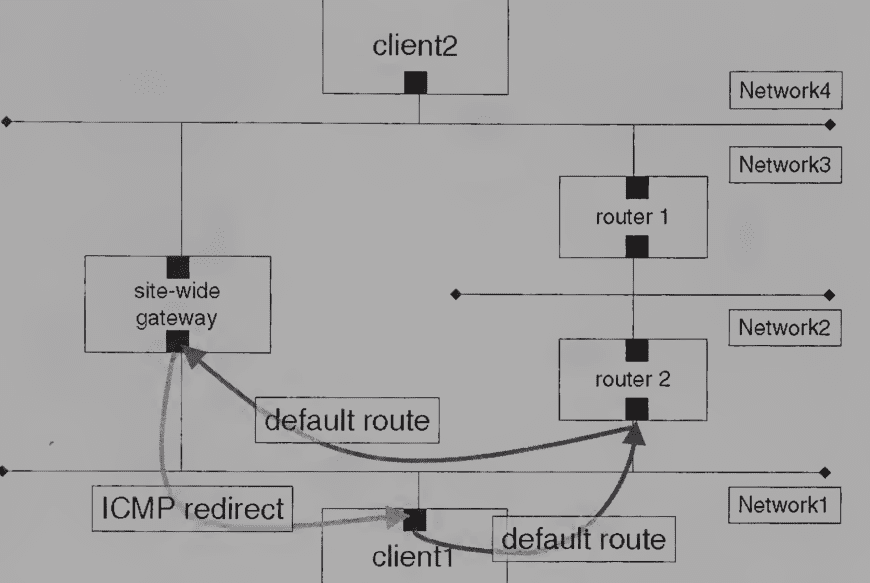 client2
Network4
Network3
router 1
site-wide
gateway
Network2
router 2
default route
ICMP redirect
Network1
default route
client1